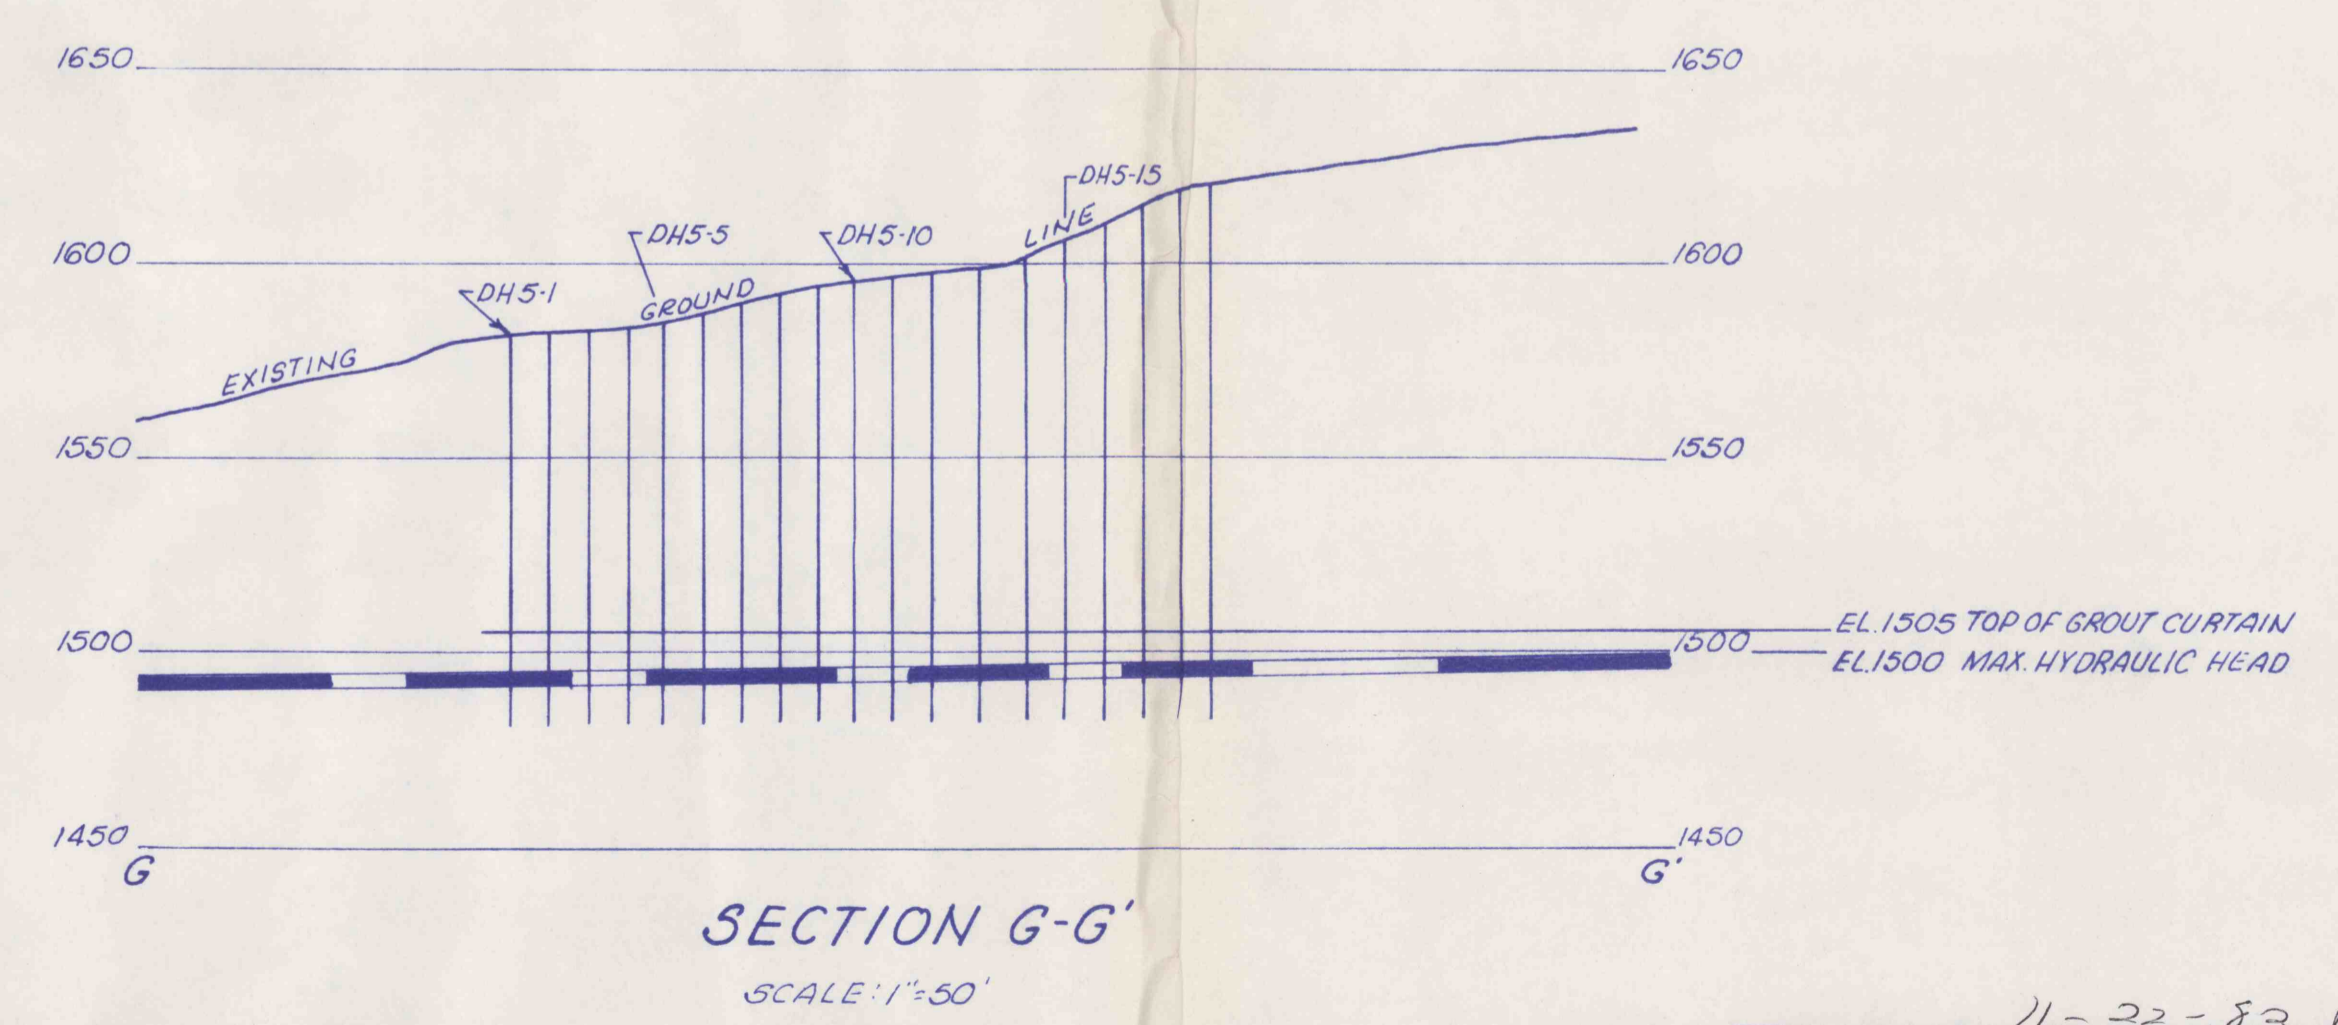 1650 1650
DH5-15
DH5-5 DH5-10 LINE
1600 1600
DH5-1
GROUND
EXISTING
1550 1550
EL.1505 TOP OF GROUT CURTAIN
1500 1500
EL.1500 MAX. HYDRAULIC HEAD
1450 1450
G G'
SECTION G-G'
SCALE: 1"=50'